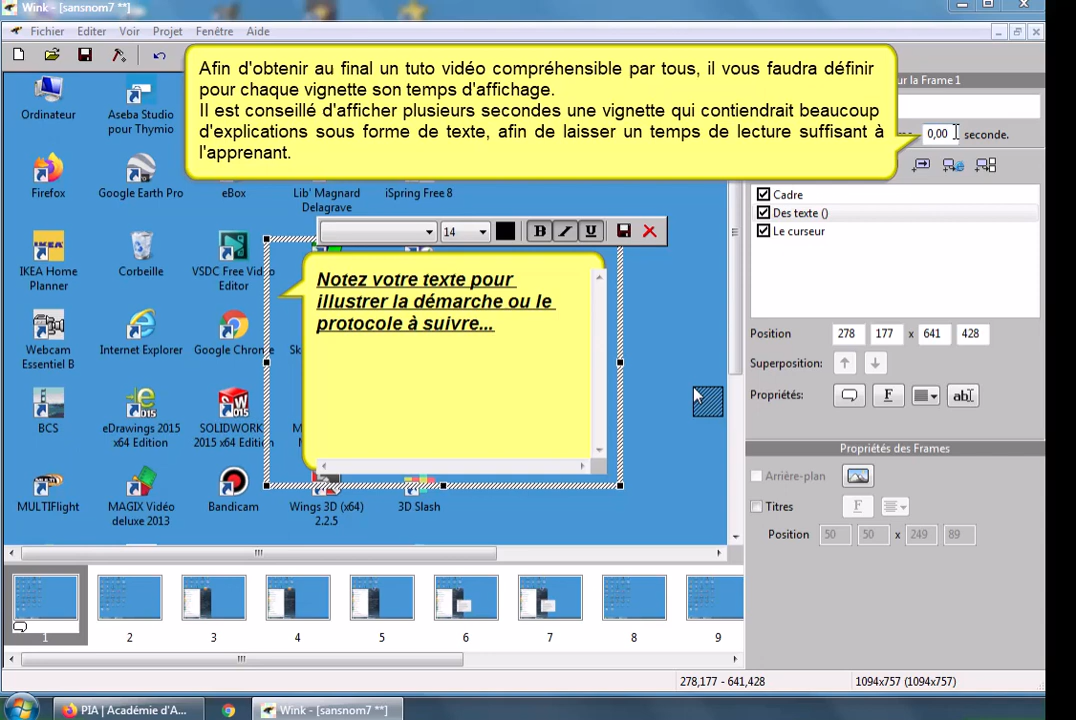 Wink - [sansnom7 **]
Fichier Editer Voir Projet Fenêtre Aide
Afin d'obtenir au final un tuto vidéo compréhensible par tous, il vous faudra définir
pour chaque vignette son temps d'affichage.
Il est conseillé d'afficher plusieurs secondes une vignette qui contiendrait beaucoup
d'explications sous forme de texte, afin de laisser un temps de lecture suffisant à
l'apprenant.
ur la Frame 1
0,00 seconde.
Ordinateur
Aseba Studio
pour Thymio
Firefox
Google Earth Pro
eBox
Lib' Magnard
Delagrave
iSpring Free 8
14
B I U
IKEA Home
Planner
Corbeille
VSDC Free Video
Editor
Notez votre texte pour
illustrer la démarche ou le
protocole à suivre...
Webcam
Essentiel B
Internet Explorer
Google Chrome
BCS
eDrawings 2015
x64 Edition
SOLIDWORK
2015 x64 Edition
MULTIFlight
MAGIX Vidéo
deluxe 2013
Bandicam
Wings 3D (x64)
2.2.5
3D Slash
Cadre
Des texte ()
Le curseur
Position 278 177 x 641 428
Superposition:
Propriétés: F abI
Propriétés des Frames
Arrière-plan
Titres F
Position 50 50 x 249 89
1 2 3 4 5 6 7 8 9
278,177 - 641,428 1094x757 (1094x757)
PIA | Académie d'A...
Wink - [sansnom7 **]